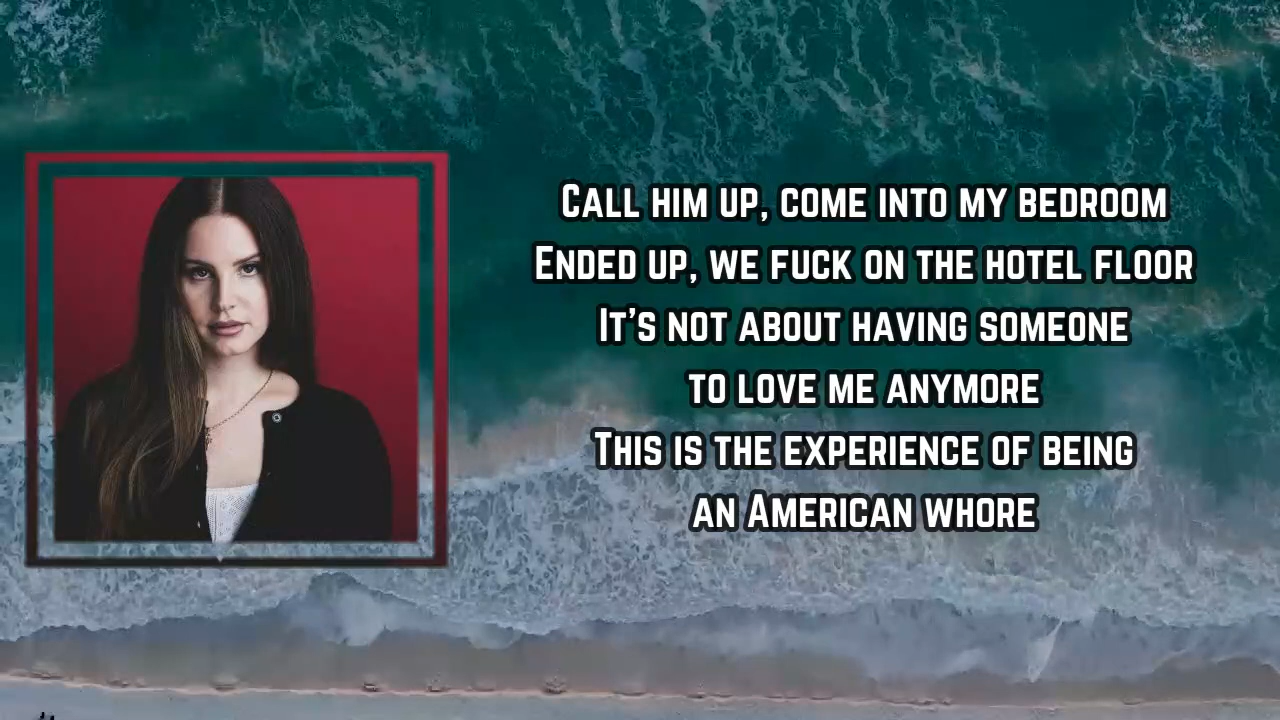 Call him up, come into my bedroom
Ended up, we fuck on the hotel floor
It's not about having someone
to love me anymore
This is the experience of being
an American whore